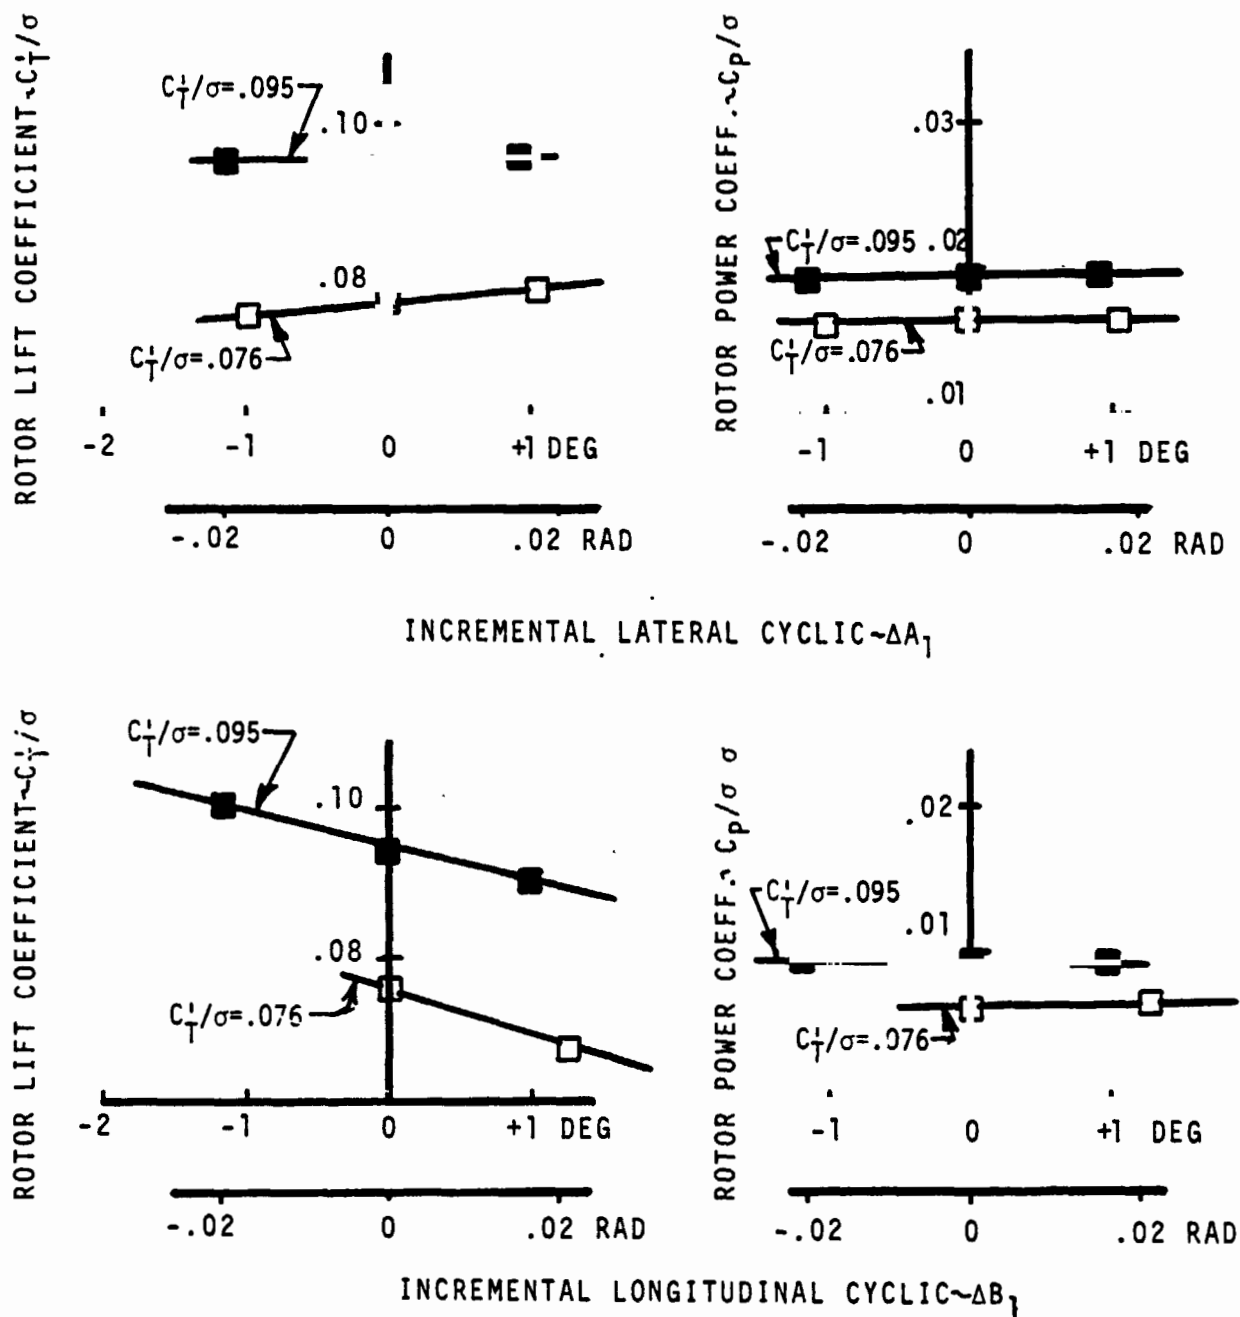 ROTOR LIFT COEFFICIENT~C'T/σ
C'T/σ=.095
.10
.08
C'T/σ=.076
-2 -1 0 +1 DEG
-.02 0 .02 RAD
ROTOR POWER COEFF.~Cp/σ
.03
C'T/σ=.095 .02
C'T/σ=.076
.01
-1 0 +1 DEG
-.02 0 .02 RAD
INCREMENTAL LATERAL CYCLIC~ΔA1
ROTOR LIFT COEFFICIENT~C'T/σ
C'T/σ=.095
.10
.08
C'T/σ=.076
-2 -1 0 +1 DEG
-.02 0 .02 RAD
ROTOR POWER COEFF.~ Cp/σ σ
.02
C'T/σ=.095
.01
C'T/σ=.076
-1 0 +1 DEG
-.02 0 .02 RAD
INCREMENTAL LONGITUDINAL CYCLIC~ΔB1